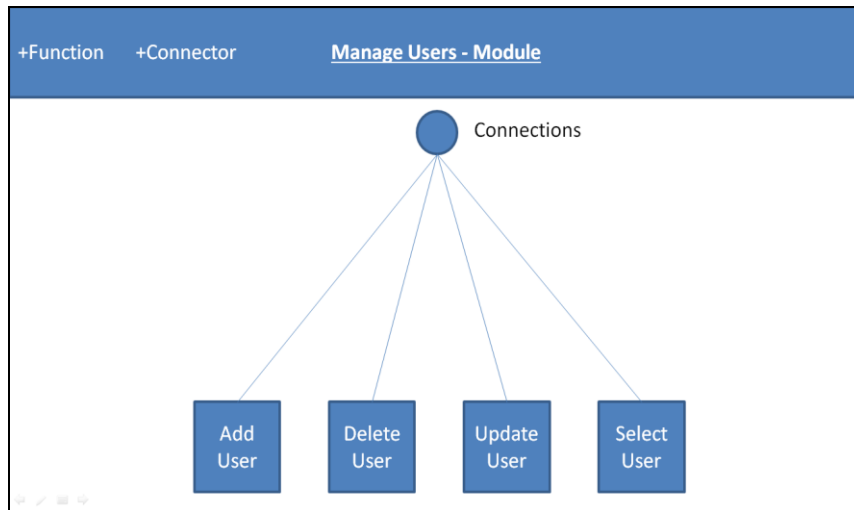 +Function +Connector Manage Users - Module
Connections
Add Delete Update Select
User User User User